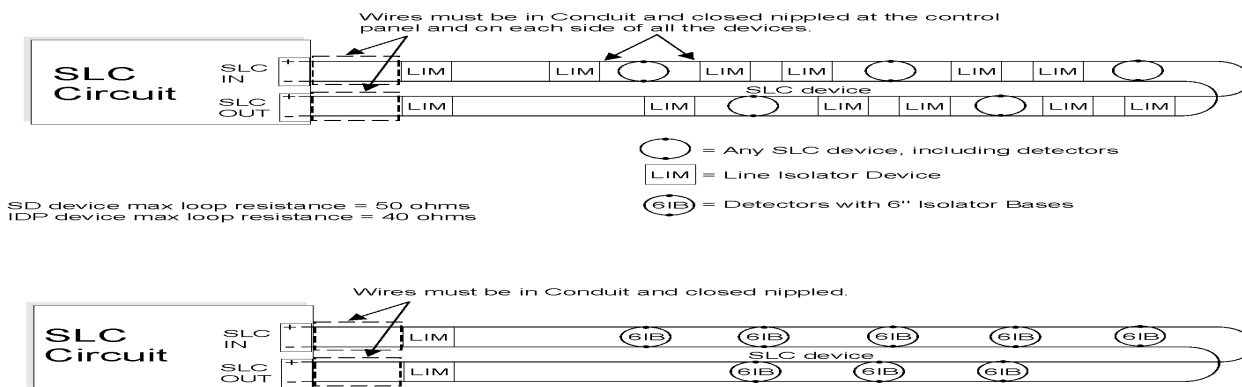 Wires must be in Conduit and closed nippled at the control
panel and on each side of all the devices.
SLC
Circuit
SLC
IN
+
-
LIM
LIM
LIM
LIM
LIM
LIM
SLC device
SLC
OUT
+
-
LIM
LIM
LIM
LIM
LIM
LIM
= Any SLC device, including detectors
LIM = Line Isolator Device
6IB = Detectors with 6" Isolator Bases
SD device max loop resistance = 50 ohms
IDP device max loop resistance = 40 ohms
Wires must be in Conduit and closed nippled.
SLC
Circuit
SLC
IN
+
-
LIM
6IB
6IB
6IB
6IB
6IB
SLC device
SLC
OUT
+
-
LIM
6IB
6IB
6IB